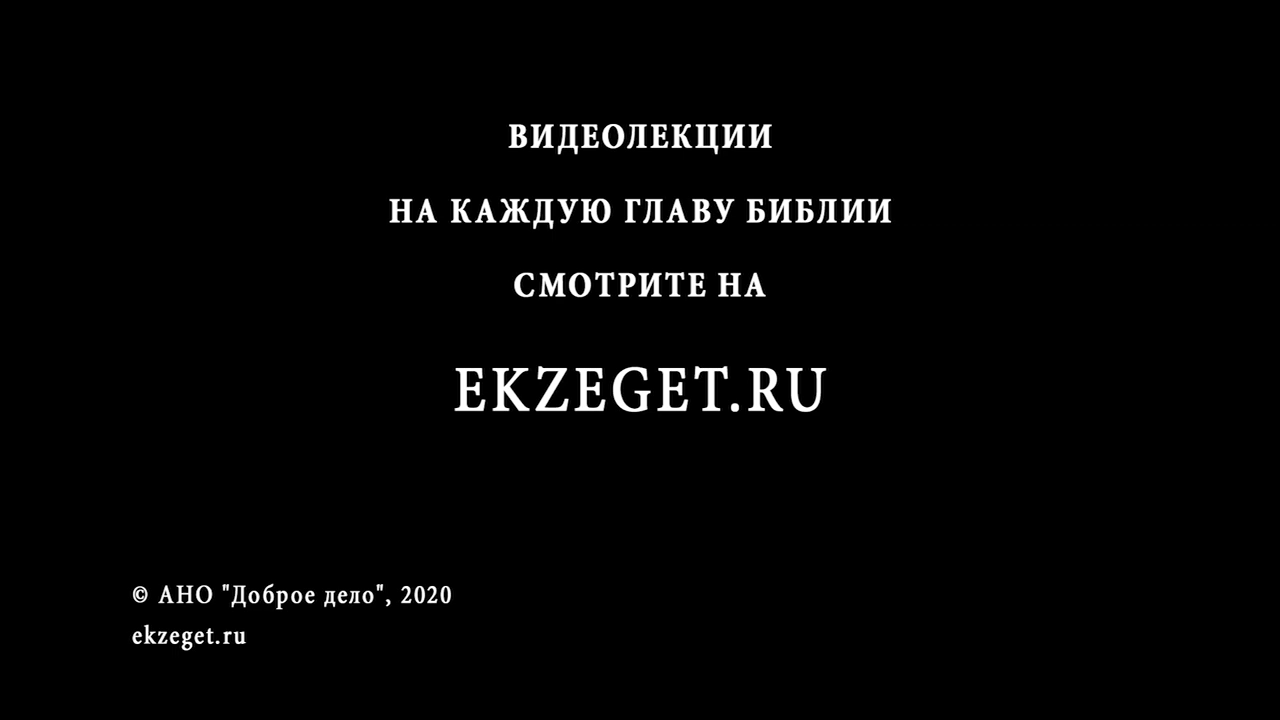 ВИДЕОЛЕКЦИИ
НА КАЖДУЮ ГЛАВУ БИБЛИИ
СМОТРИТЕ НА
EKZEGET.RU
© АНО "Доброе дело", 2020
ekzeget.ru